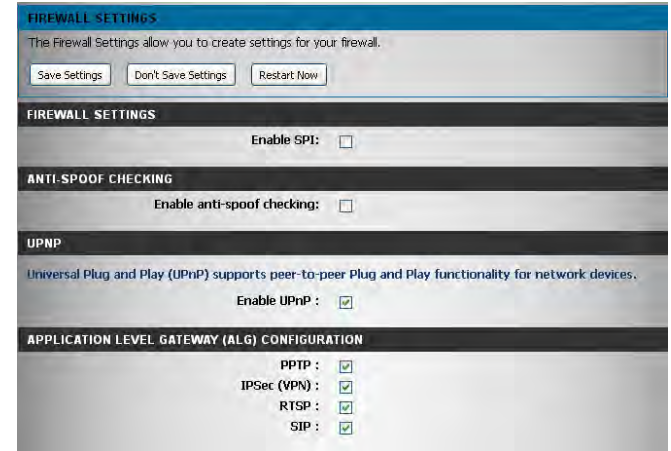 FIREWALL SETTINGS
The Firewall Settings allow you to create settings for your firewall.
Save Settings Don't Save Settings Restart Now
FIREWALL SETTINGS
Enable SPI:
ANTI-SPOOF CHECKING
Enable anti-spoof checking:
UPNP
Universal Plug and Play (UPnP) supports peer-to-peer Plug and Play functionality for network devices.
Enable UPnP :
APPLICATION LEVEL GATEWAY (ALG) CONFIGURATION
PPTP :
IPSec (VPN) :
RTSP :
SIP :